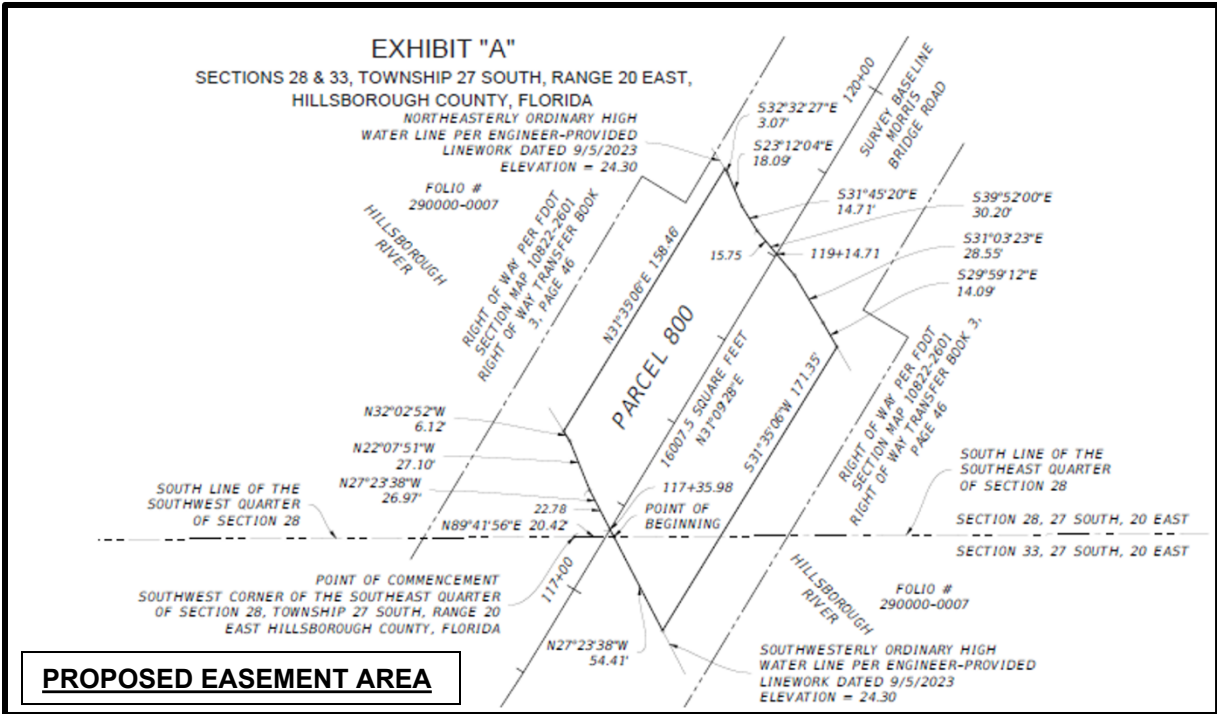 EXHIBIT "A"
SECTIONS 28 & 33, TOWNSHIP 27 SOUTH, RANGE 20 EAST,
HILLSBOROUGH COUNTY, FLORIDA
NORTHEASTERLY ORDINARY HIGH
WATER LINE PER ENGINEER-PROVIDED
LINEWORK DATED 9/5/2023
ELEVATION = 24.30
FOLIO #
290000-0007
HILLSBOROUGH
RIVER
RIGHT OF WAY PER FDOT
SECTION MAP 10822-2601
RIGHT OF WAY TRANSFER BOOK
3, PAGE 46
S32°32'27"E
3.07'
S23°12'04"E
18.09'
120+00
SURVEY BASELINE
MORRIS
BRIDGE ROAD
S31°45'20"E
14.71'
S39°52'00"E
30.20'
15.75
119+14.71
S31°03'23"E
28.55'
S29°59'12"E
14.09'
N31°35'06"E 158.46'
PARCEL 800
16007.5 SQUARE FEET
N31°09'28"E
S31°35'06"W 171.35'
RIGHT OF WAY PER FDOT
SECTION MAP 10822-2601
RIGHT OF WAY TRANSFER BOOK 3,
PAGE 46
N32°02'52"W
6.12'
N22°07'51"W
27.10'
N27°23'38"W
26.97'
22.78
117+35.98
POINT OF
BEGINNING
N89°41'56"E 20.42'
SOUTH LINE OF THE
SOUTHWEST QUARTER
OF SECTION 28
SOUTH LINE OF THE
SOUTHEAST QUARTER
OF SECTION 28
SECTION 28, 27 SOUTH, 20 EAST
SECTION 33, 27 SOUTH, 20 EAST
POINT OF COMMENCEMENT
SOUTHWEST CORNER OF THE SOUTHEAST QUARTER
OF SECTION 28, TOWNSHIP 27 SOUTH, RANGE 20
EAST HILLSBOROUGH COUNTY, FLORIDA
117+00
HILLSBOROUGH
RIVER
FOLIO #
290000-0007
N27°23'38"W
54.41'
SOUTHWESTERLY ORDINARY HIGH
WATER LINE PER ENGINEER-PROVIDED
LINEWORK DATED 9/5/2023
ELEVATION = 24.30
PROPOSED EASEMENT AREA